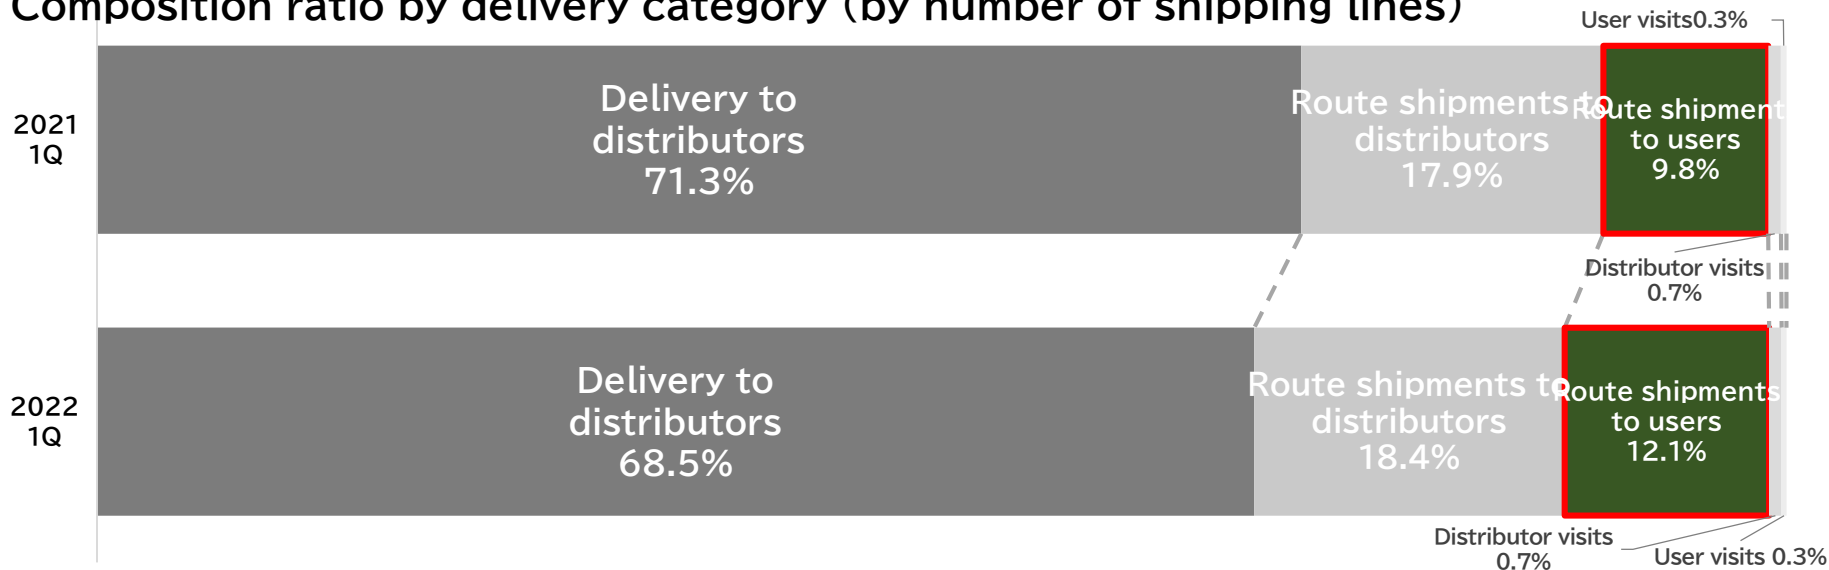 Composition ratio by delivery category (by number of shipping lines)
User visits0.3%
2021
1Q
Delivery to
distributors
71.3%
Route shipments to
distributors
17.9%
Route shipment
to users
9.8%
Distributor visits
0.7%
2022
1Q
Delivery to
distributors
68.5%
Route shipments to
distributors
18.4%
Route shipments
to users
12.1%
Distributor visits
0.7%
User visits 0.3%